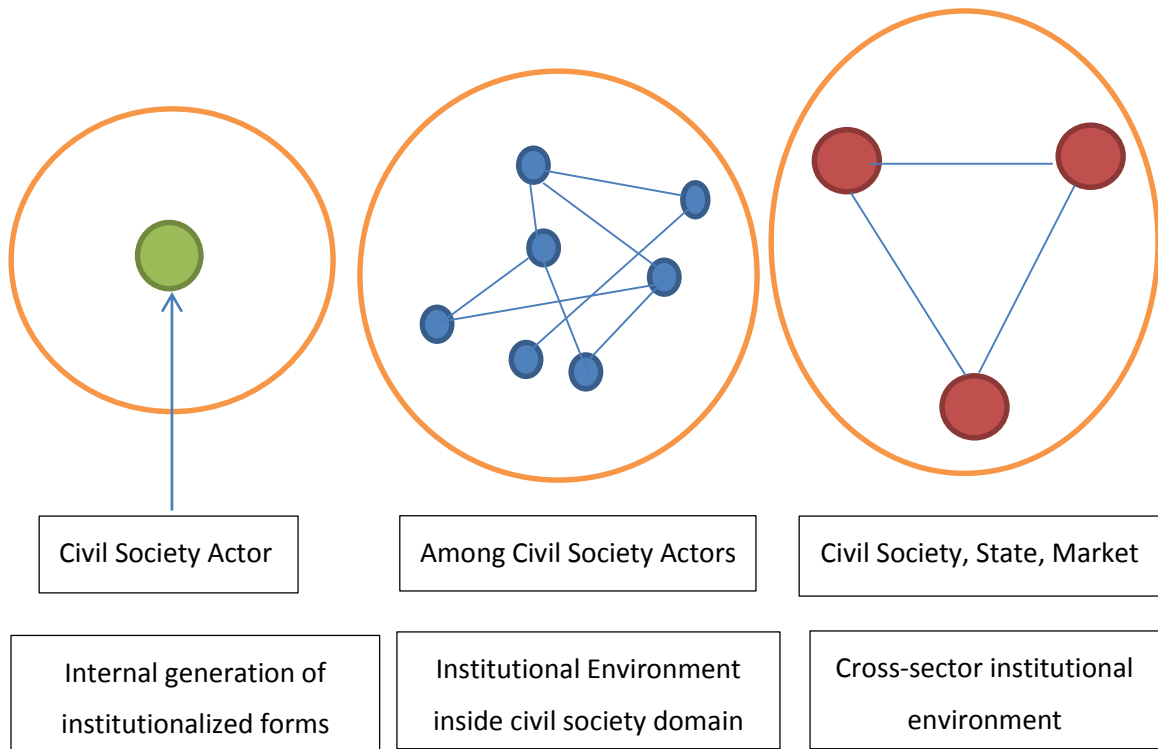 Civil Society Actor
Among Civil Society Actors
Civil Society, State, Market
Internal generation of
institutionalized forms
Institutional Environment
inside civil society domain
Cross-sector institutional
environment